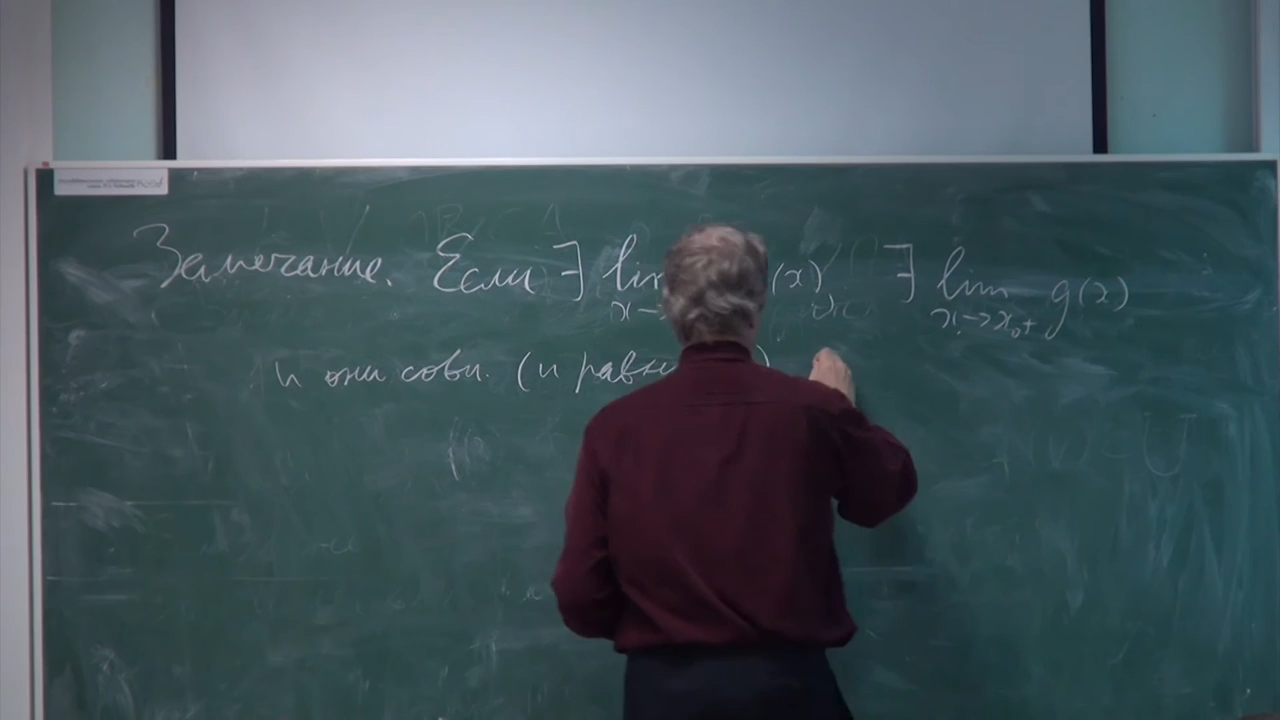 Замечание. Если ∃ lim (x) ∃ lim g(x)
x→ x→x₀+
и они совп. (и равн )